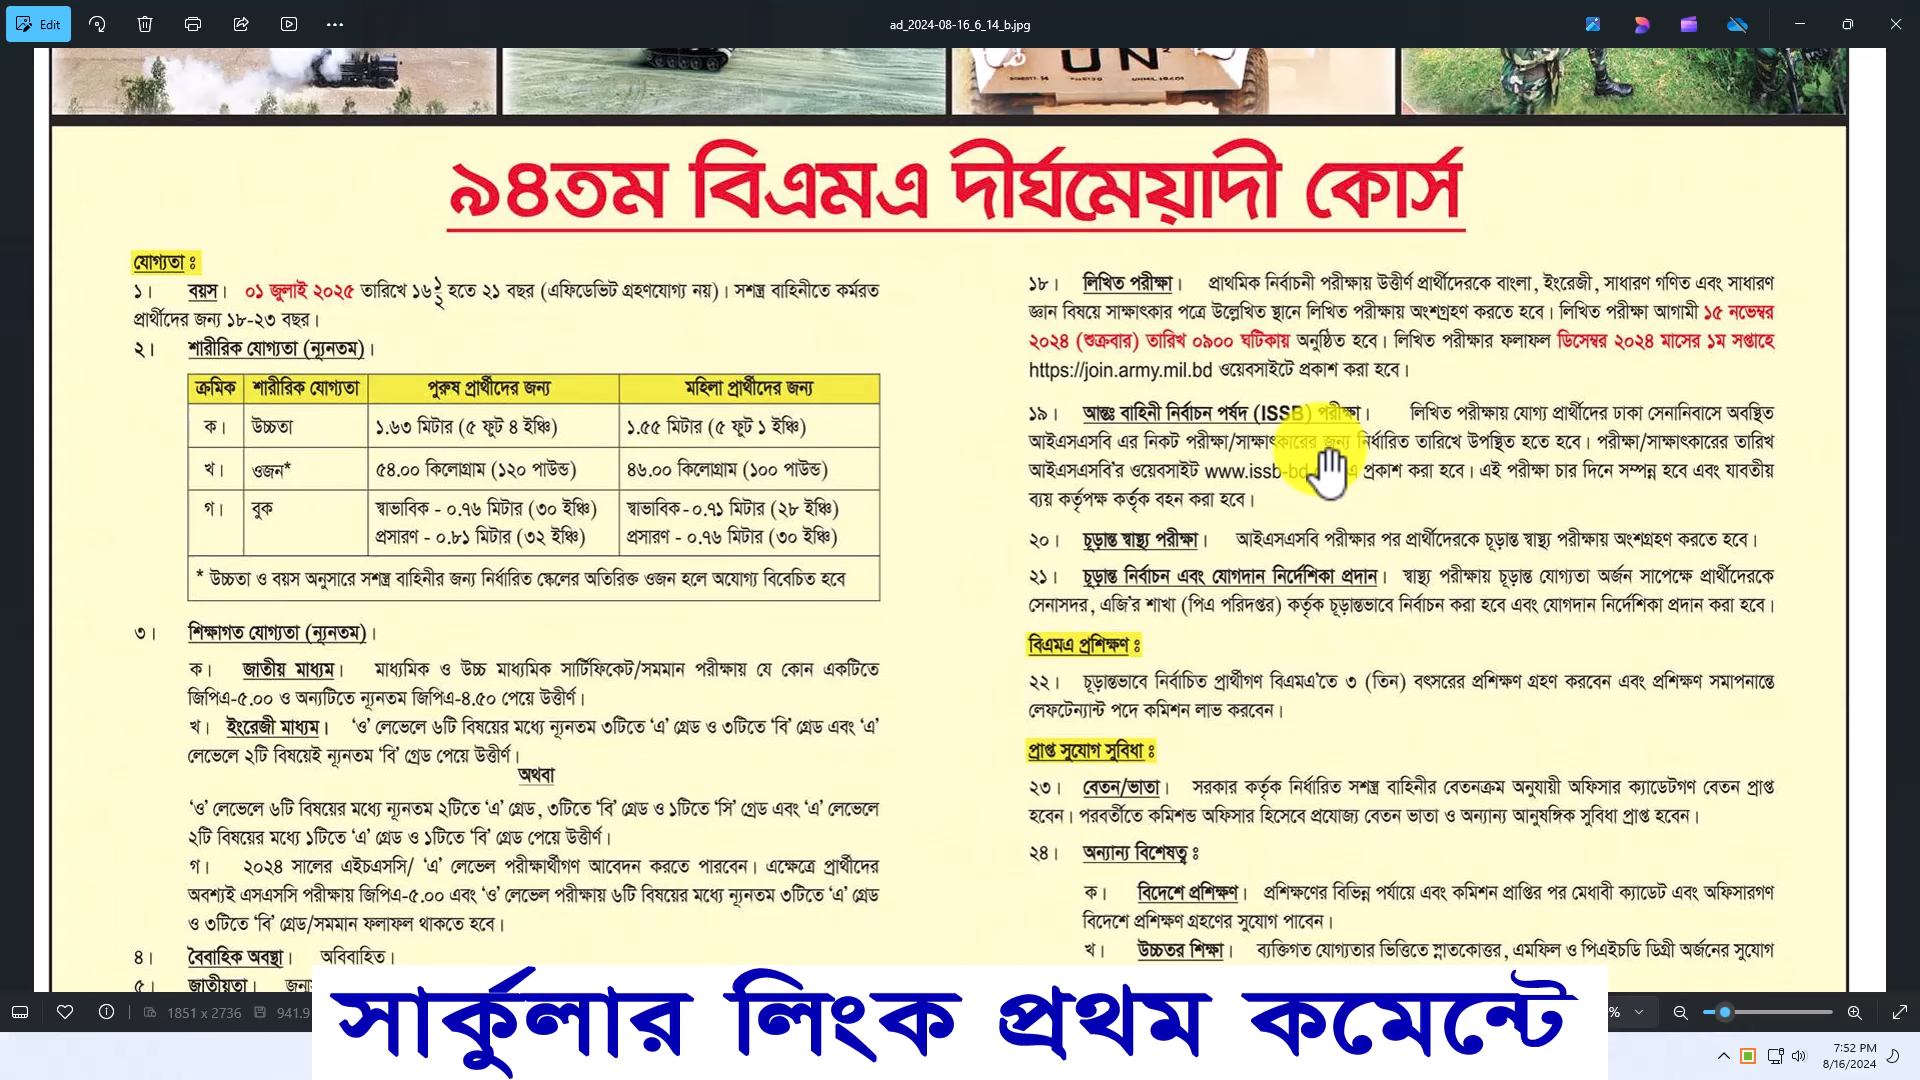 Edit
ad_2024-08-16_6_14_b.jpg
UN
৯৪তম বিএমএ দীর্ঘমেয়াদী কোর্স
যোগ্যতা ঃ
১। বয়স। ০১ জুলাই ২০২৫ তারিখে ১৬ ১/২ হতে ২১ বছর (এফিডেভিট গ্রহণযোগ্য নয়)। সশস্ত্র বাহিনীতে কর্মরত
প্রার্থীদের জন্য ১৮-২৩ বছর।
২। শারীরিক যোগ্যতা (ন্যূনতম)।
ক্রমিক শারীরিক যোগ্যতা পুরুষ প্রার্থীদের জন্য মহিলা প্রার্থীদের জন্য
ক। উচ্চতা ১.৬৩ মিটার (৫ ফুট ৪ ইঞ্চি) ১.৫৫ মিটার (৫ ফুট ১ ইঞ্চি)
খ। ওজন* ৫৪.০০ কিলোগ্রাম (১২০ পাউন্ড) ৪৬.০০ কিলোগ্রাম (১০০ পাউন্ড)
গ। বুক স্বাভাবিক - ০.৭৬ মিটার (৩০ ইঞ্চি) স্বাভাবিক - ০.৭১ মিটার (২৮ ইঞ্চি)
প্রসারণ - ০.৮১ মিটার (৩২ ইঞ্চি) প্রসারণ - ০.৭৬ মিটার (৩০ ইঞ্চি)
* উচ্চতা ও বয়স অনুসারে সশস্ত্র বাহিনীর জন্য নির্ধারিত স্কেলের অতিরিক্ত ওজন হলে অযোগ্য বিবেচিত হবে
৩। শিক্ষাগত যোগ্যতা (ন্যূনতম)।
ক। জাতীয় মাধ্যম। মাধ্যমিক ও উচ্চ মাধ্যমিক সার্টিফিকেট/সমমান পরীক্ষায় যে কোন একটিতে
জিপিএ-৫.০০ ও অন্যটিতে ন্যূনতম জিপিএ-৪.৫০ পেয়ে উত্তীর্ণ।
খ। ইংরেজী মাধ্যম। ‘ও’ লেভেলে ৬টি বিষয়ের মধ্যে ন্যূনতম ৩টিতে ‘এ’ গ্রেড ও ৩টিতে ‘বি’ গ্রেড এবং ‘এ’
লেভেলে ২টি বিষয়েই ন্যূনতম ‘বি’ গ্রেড পেয়ে উত্তীর্ণ।
অথবা
‘ও’ লেভেলে ৬টি বিষয়ের মধ্যে ন্যূনতম ২টিতে ‘এ’ গ্রেড, ৩টিতে ‘বি’ গ্রেড ও ১টিতে ‘সি’ গ্রেড এবং ‘এ’ লেভেলে
২টি বিষয়ের মধ্যে ১টিতে ‘এ’ গ্রেড ও ১টিতে ‘বি’ গ্রেড পেয়ে উত্তীর্ণ।
গ। ২০২৪ সালের এইচএসসি/ ‘এ’ লেভেল পরীক্ষার্থীগণ আবেদন করতে পারবেন। এক্ষেত্রে প্রার্থীদের
অবশ্যই এসএসসি পরীক্ষায় জিপিএ-৫.০০ এবং ‘ও’ লেভেল পরীক্ষায় ৬টি বিষয়ের মধ্যে ন্যূনতম ৩টিতে ‘এ’ গ্রেড
ও ৩টিতে ‘বি’ গ্রেড/সমমান ফলাফল থাকতে হবে।
৪। বৈবাহিক অবস্থা। অবিবাহিত।
৫। জাতীয়তা।
১৮। লিখিত পরীক্ষা। প্রাথমিক নির্বাচনী পরীক্ষায় উত্তীর্ণ প্রার্থীদেরকে বাংলা, ইংরেজী, সাধারণ গণিত এবং সাধারণ
জ্ঞান বিষয়ে সাক্ষাৎকার পত্রে উল্লেখিত স্থানে লিখিত পরীক্ষায় অংশগ্রহণ করতে হবে। লিখিত পরীক্ষা আগামী ১৫ নভেম্বর
২০২৪ (শুক্রবার) তারিখ ০৯০০ ঘটিকায় অনুষ্ঠিত হবে। লিখিত পরীক্ষার ফলাফল ডিসেম্বর ২০২৪ মাসের ১ম সপ্তাহে
https://join.army.mil.bd ওয়েবসাইটে প্রকাশ করা হবে।
১৯। আন্তঃ বাহিনী নির্বাচন পর্ষদ (ISSB) পরীক্ষা। লিখিত পরীক্ষায় যোগ্য প্রার্থীদের ঢাকা সেনানিবাসে অবস্থিত
আইএসএসবি এর নিকট পরীক্ষা/সাক্ষাৎকারের জন্য নির্ধারিত তারিখে উপস্থিত হতে হবে। পরীক্ষা/সাক্ষাৎকারের তারিখ
আইএসএসবি’র ওয়েবসাইট www.issb-bd এ প্রকাশ করা হবে। এই পরীক্ষা চার দিনে সম্পন্ন হবে এবং যাবতীয়
ব্যয় কর্তৃপক্ষ কর্তৃক বহন করা হবে।
২০। চূড়ান্ত স্বাস্থ্য পরীক্ষা। আইএসএসবি পরীক্ষার পর প্রার্থীদেরকে চূড়ান্ত স্বাস্থ্য পরীক্ষায় অংশগ্রহণ করতে হবে।
২১। চূড়ান্ত নির্বাচন এবং যোগদান নির্দেশিকা প্রদান। স্বাস্থ্য পরীক্ষায় চূড়ান্ত যোগ্যতা অর্জন সাপেক্ষে প্রার্থীদেরকে
সেনাসদর, এজি’র শাখা (পিএ পরিদপ্তর) কর্তৃক চূড়ান্তভাবে নির্বাচন করা হবে এবং যোগদান নির্দেশিকা প্রদান করা হবে।
বিএমএ প্রশিক্ষণ ঃ
২২। চূড়ান্তভাবে নির্বাচিত প্রার্থীগণ বিএমএ’তে ৩ (তিন) বৎসরের প্রশিক্ষণ গ্রহণ করবেন এবং প্রশিক্ষণ সমাপনান্তে
লেফটেন্যান্ট পদে কমিশন লাভ করবেন।
প্রাপ্ত সুযোগ সুবিধা ঃ
২৩। বেতন/ভাতা। সরকার কর্তৃক নির্ধারিত সশস্ত্র বাহিনীর বেতনক্রম অনুযায়ী অফিসার ক্যাডেটগণ বেতন প্রাপ্ত
হবেন। পরবর্তীতে কমিশন্ড অফিসার হিসেবে প্রযোজ্য বেতন ভাতা ও অন্যান্য আনুষঙ্গিক সুবিধা প্রাপ্ত হবেন।
২৪। অন্যান্য বিশেষত্ব ঃ
ক। বিদেশে প্রশিক্ষণ। প্রশিক্ষণের বিভিন্ন পর্যায়ে এবং কমিশন প্রাপ্তির পর মেধাবী ক্যাডেট এবং অফিসারগণ
বিদেশে প্রশিক্ষণ গ্রহণের সুযোগ পাবেন।
খ। উচ্চতর শিক্ষা। ব্যক্তিগত যোগ্যতার ভিত্তিতে স্নাতকোত্তর, এমফিল ও পিএইচডি ডিগ্রী অর্জনের সুযোগ
সার্কুলার লিংক প্রথম কমেন্টে
1851 x 2736 941.9
%
7:52 PM
8/16/2024